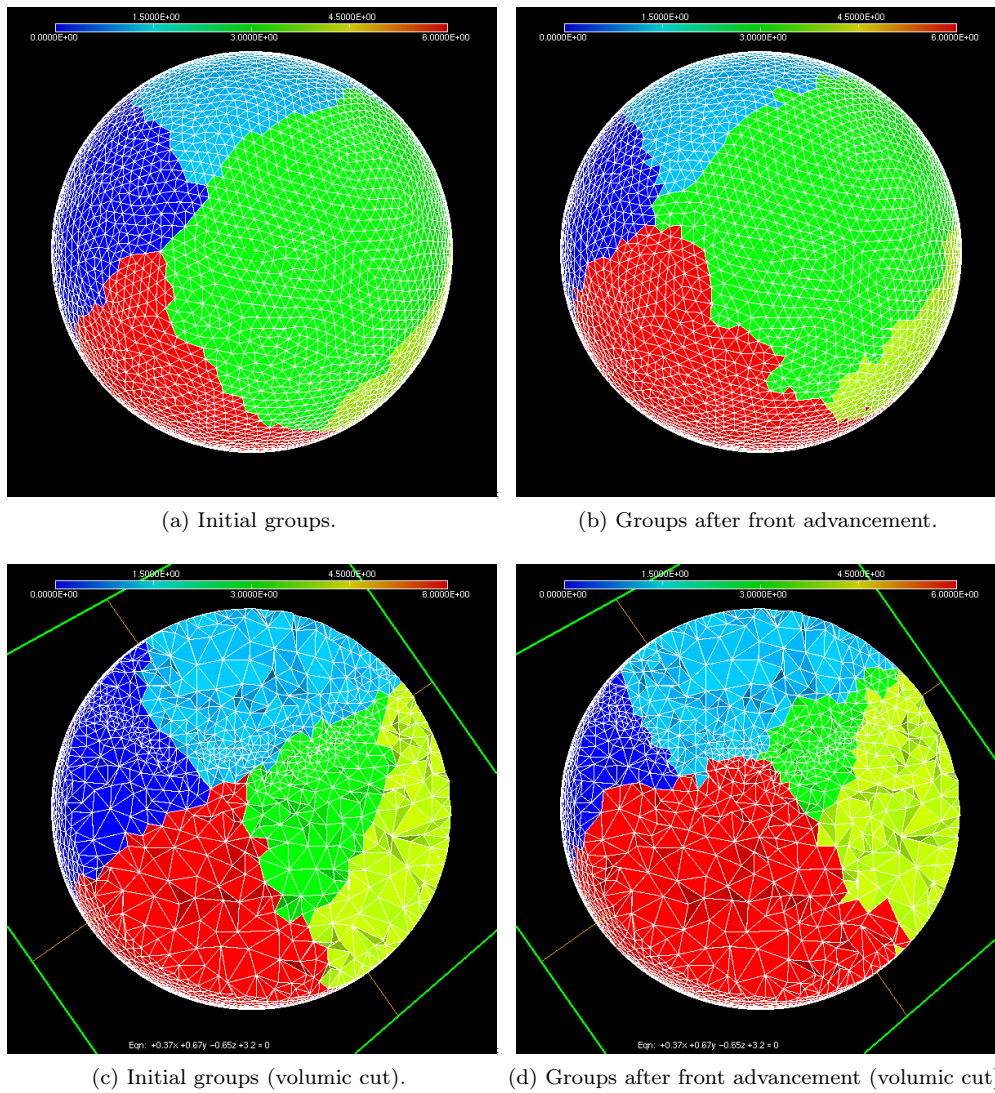 1.5000E+00 4.5000E+00
0.0000E+00 3.0000E+00 6.0000E+00
1.5000E+00 4.5000E+00
0.0000E+00 3.0000E+00 6.0000E+00
(a) Initial groups.
(b) Groups after front advancement.
1.5000E+00 4.5000E+00
0.0000E+00 3.0000E+00 6.0000E+00
Eqn: +0.37x +0.67y −0.65z +3.2 = 0
1.5000E+00 4.5000E+00
0.0000E+00 3.0000E+00 6.0000E+00
Eqn: +0.37x +0.67y −0.65z +3.2 = 0
(c) Initial groups (volumic cut).
(d) Groups after front advancement (volumic cut